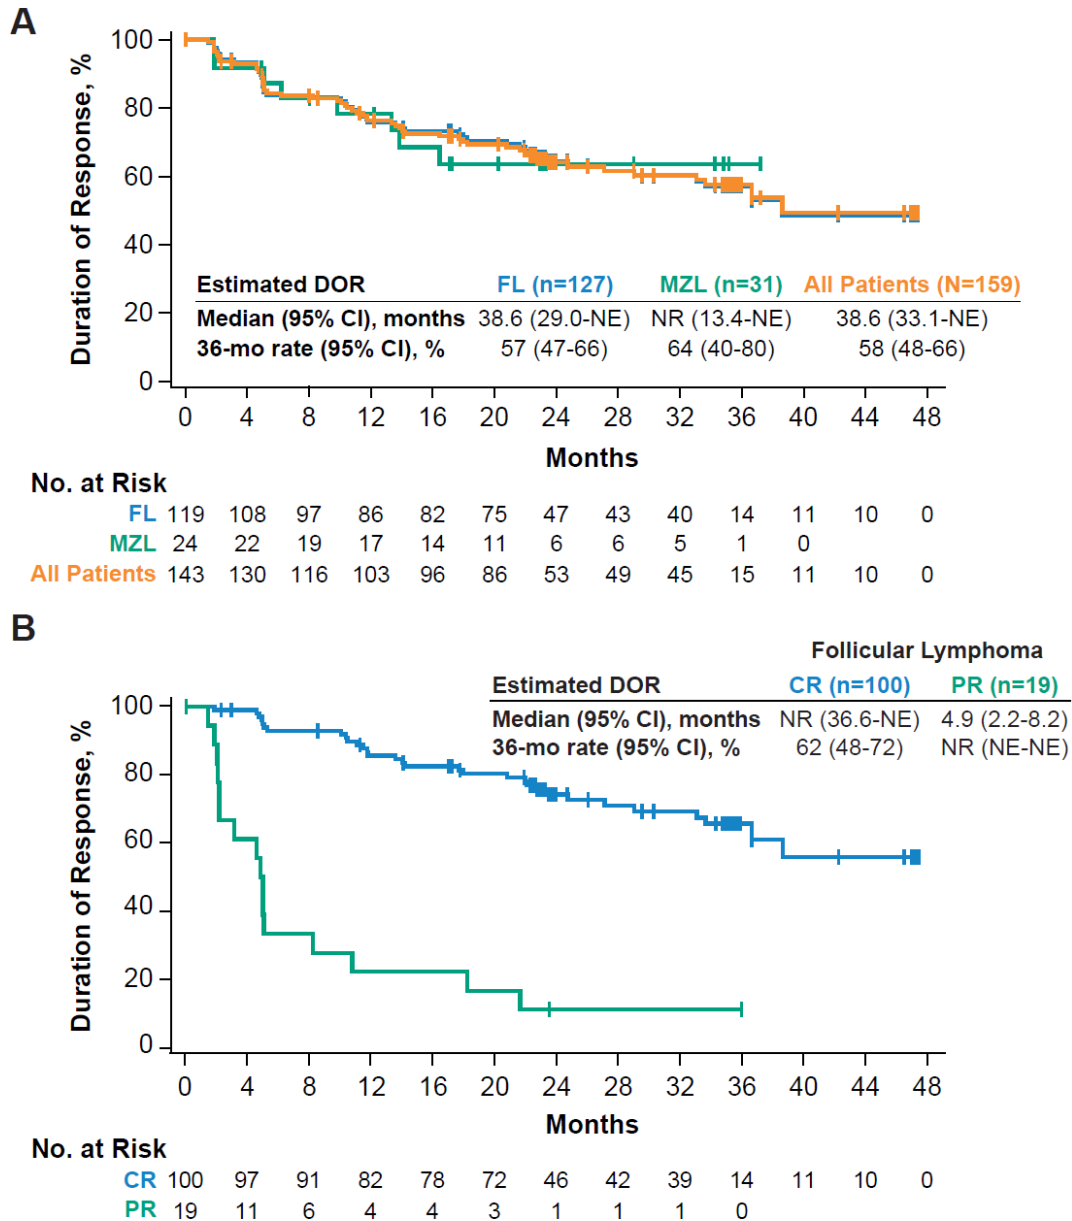 A
Duration of Response, %
100
80
60
40
20
0
Estimated DOR FL (n=127) MZL (n=31) All Patients (N=159)
Median (95% CI), months 38.6 (29.0-NE) NR (13.4-NE) 38.6 (33.1-NE)
36-mo rate (95% CI), % 57 (47-66) 64 (40-80) 58 (48-66)
0 4 8 12 16 20 24 28 32 36 40 44 48
Months
No. at Risk
FL 119 108 97 86 82 75 47 43 40 14 11 10 0
MZL 24 22 19 17 14 11 6 6 5 1 0
All Patients 143 130 116 103 96 86 53 49 45 15 11 10 0
B
Duration of Response, %
100
80
60
40
20
0
Follicular Lymphoma
Estimated DOR CR (n=100) PR (n=19)
Median (95% CI), months NR (36.6-NE) 4.9 (2.2-8.2)
36-mo rate (95% CI), % 62 (48-72) NR (NE-NE)
0 4 8 12 16 20 24 28 32 36 40 44 48
Months
No. at Risk
CR 100 97 91 82 78 72 46 42 39 14 11 10 0
PR 19 11 6 4 4 3 1 1 1 0